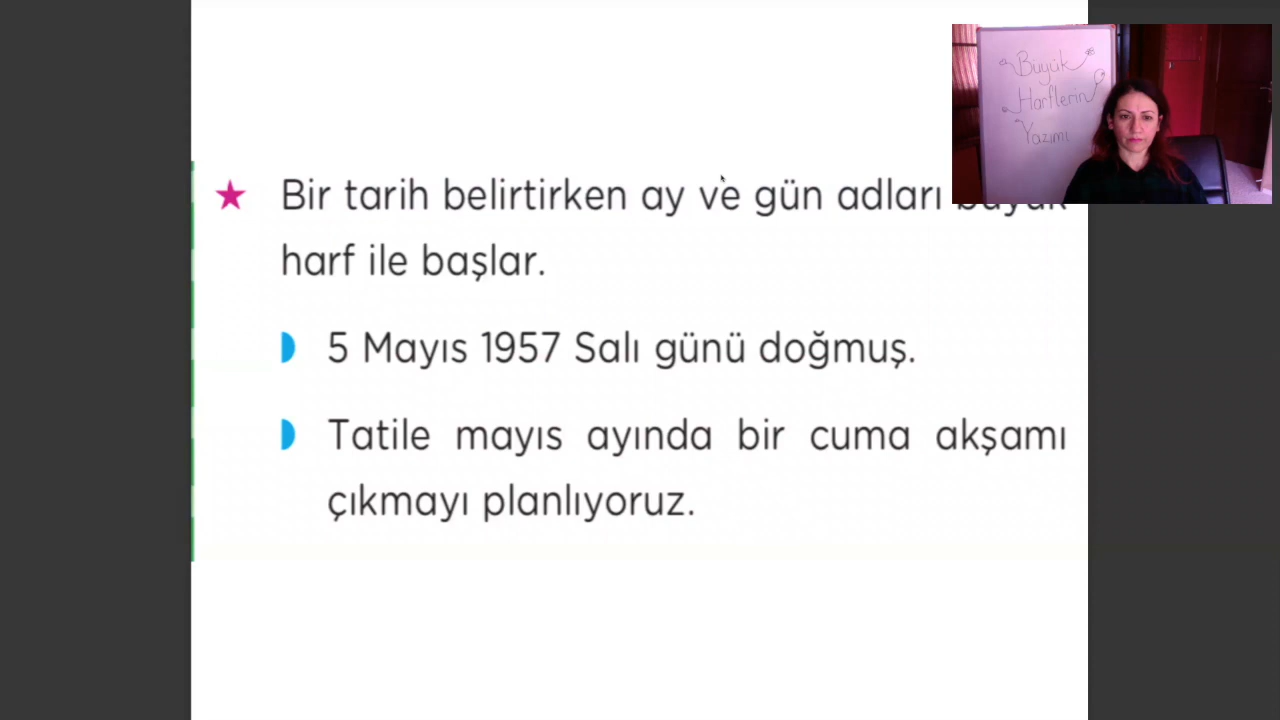 Bir tarih belirtirken ay ve gün adları büyük
harf ile başlar.
5 Mayıs 1957 Salı günü doğmuş.
Tatile mayıs ayında bir cuma akşamı
çıkmayı planlıyoruz.
Büyük
Harflerin
Yazımı